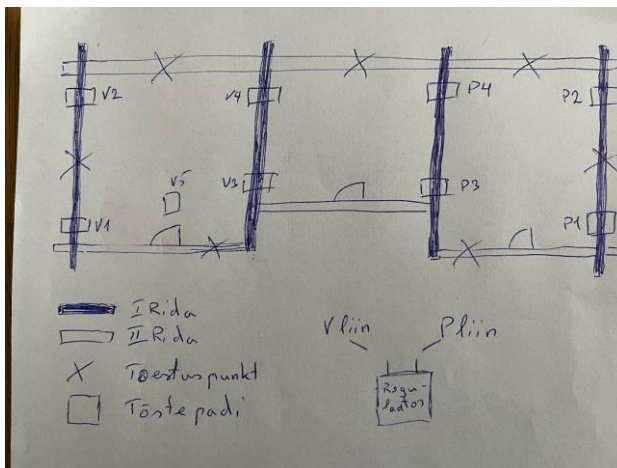 V2
V4
P4
P2
V5
V3
P3
V1
P1
I Rida
II Rida
Toestuspunkt
Tõstepadi
V liin
P liin
Regu-
laator